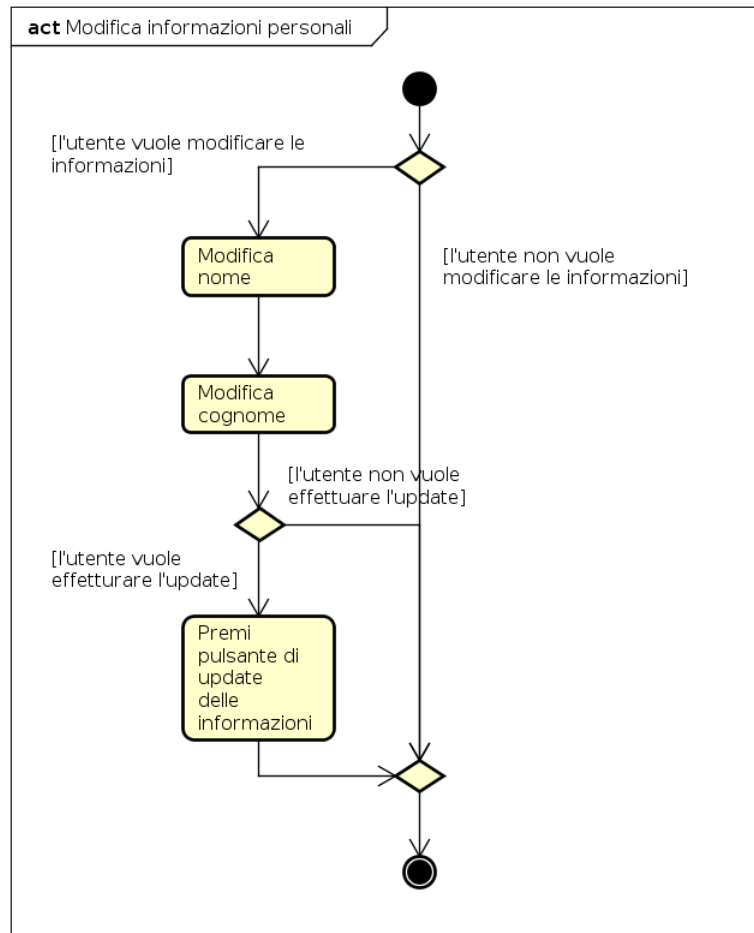 act Modifica informazioni personali
[l'utente vuole modificare le
informazioni]
Modifica
nome
[l'utente non vuole
modificare le informazioni]
Modifica
cognome
[l'utente non vuole
effettuare l'update]
[l'utente vuole
effetturare l'update]
Premi
pulsante di
update
delle
informazioni